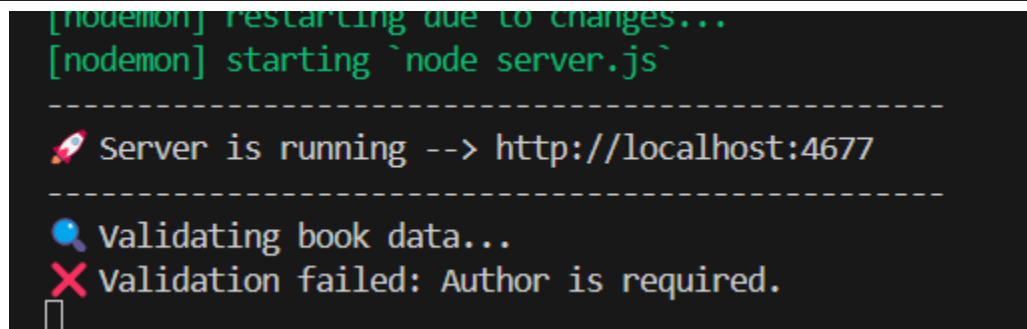 [nodemon] restarting due to changes...
[nodemon] starting `node server.js`
--------------------------------------------------
🚀 Server is running --> http://localhost:4677
--------------------------------------------------
🔍 Validating book data...
❌ Validation failed: Author is required.